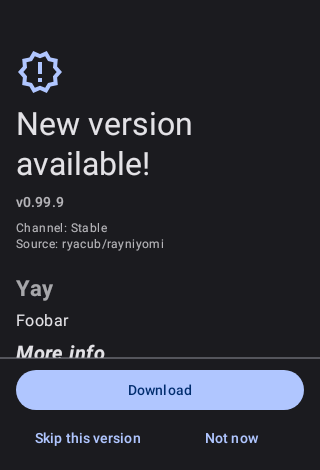 New version
available!
v0.99.9
Channel: Stable
Source: ryacub/rayniyomi
Yay
Foobar
More info
Download
Skip this version
Not now